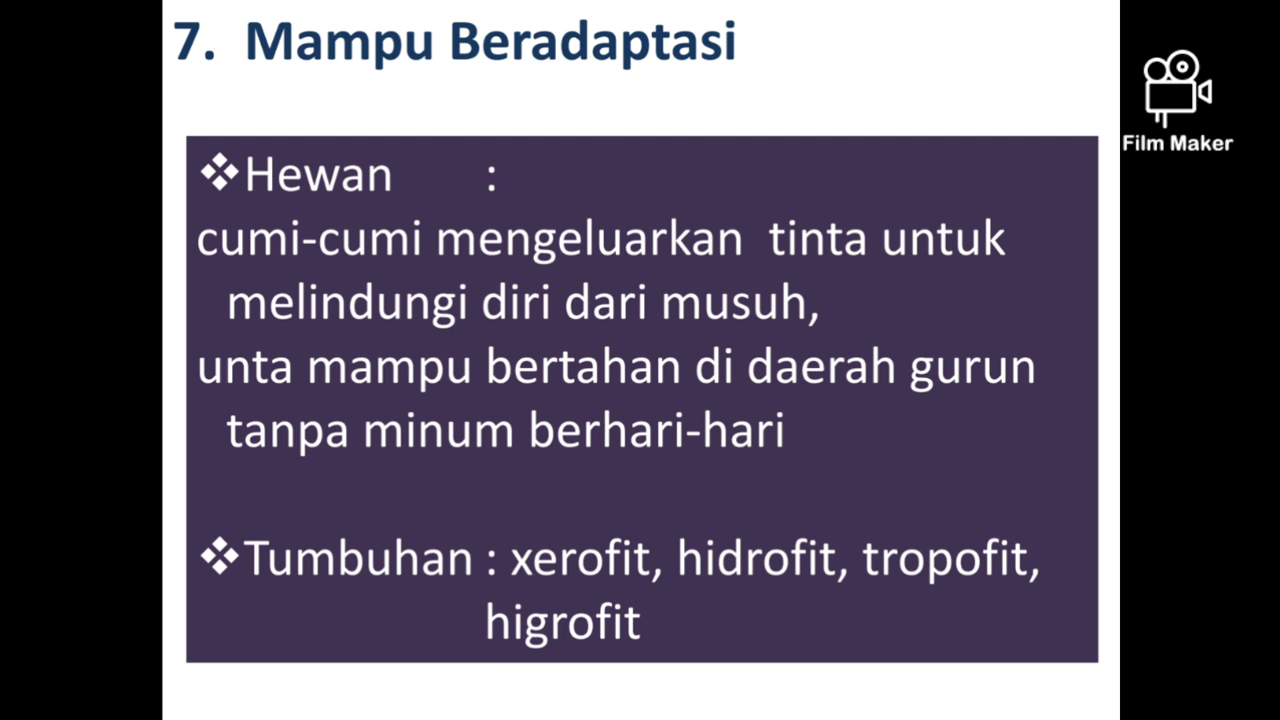 7. Mampu Beradaptasi
Film Maker
❖Hewan :
cumi-cumi mengeluarkan tinta untuk
melindungi diri dari musuh,
unta mampu bertahan di daerah gurun
tanpa minum berhari-hari
❖Tumbuhan : xerofit, hidrofit, tropofit,
higrofit